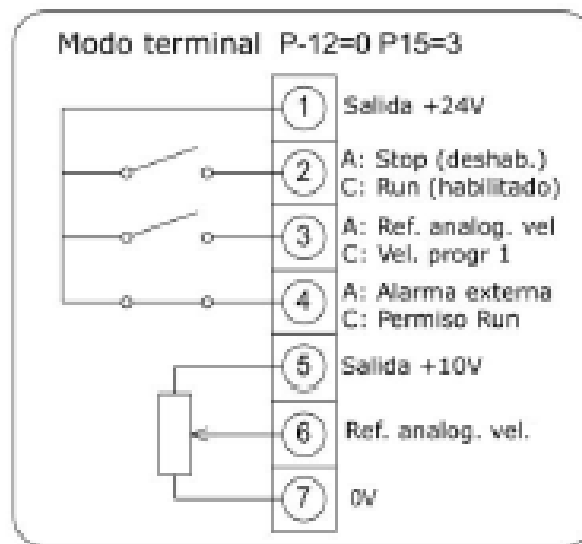 Modo terminal P-12=0 P15=3
1 Salida +24V
2 A: Stop (deshab.)
C: Run (habilitado)
3 A: Ref. analog. vel
C: Vel. progr 1
4 A: Alarma externa
C: Permiso Run
5 Salida +10V
6 Ref. analog. vel.
7 0V